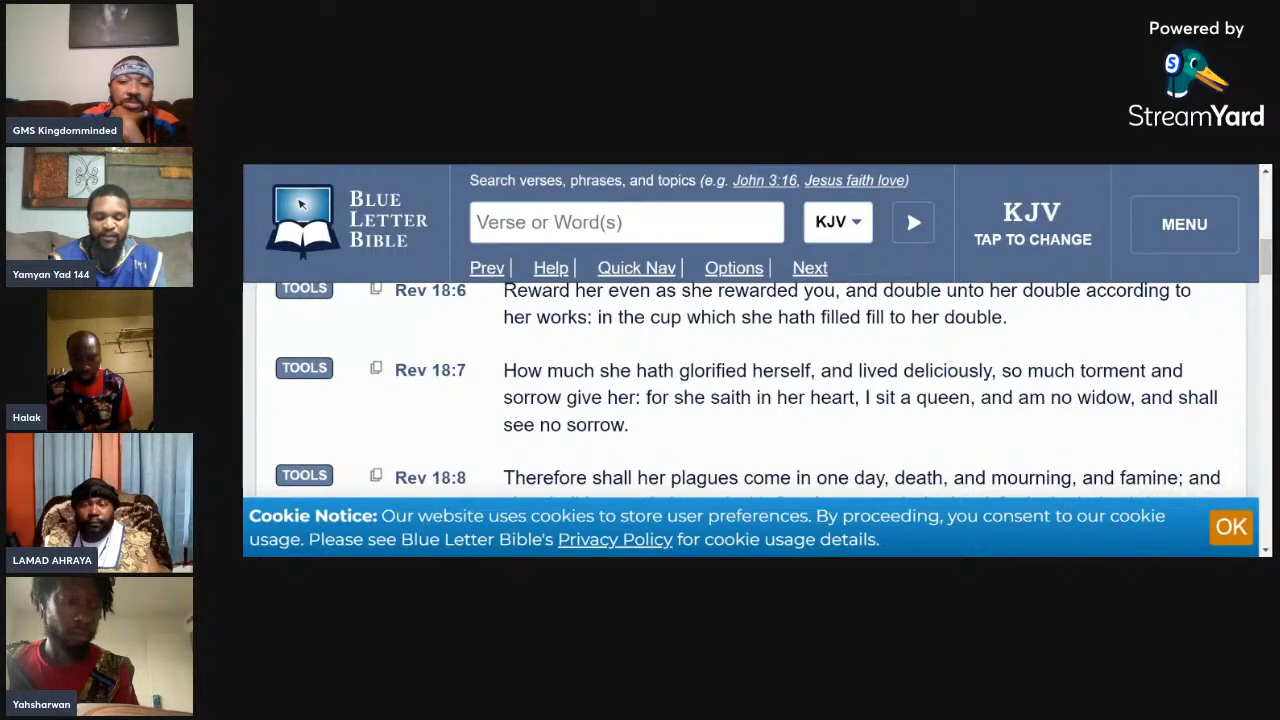 GMS Kingdomminded
Yamyan Yad 144
Halak
LAMAD AHRAYA
Yahsharwan
Powered by
S
StreamYard
BLUE
LETTER
BIBLE
Search verses, phrases, and topics (e.g. John 3:16, Jesus faith love)
Verse or Word(s)
KJV
Prev | Help | Quick Nav | Options | Next
KJV
TAP TO CHANGE
MENU
TOOLS Rev 18:6 Reward her even as she rewarded you, and double unto her double according to
her works: in the cup which she hath filled fill to her double.
TOOLS Rev 18:7 How much she hath glorified herself, and lived deliciously, so much torment and
sorrow give her: for she saith in her heart, I sit a queen, and am no widow, and shall
see no sorrow.
TOOLS Rev 18:8 Therefore shall her plagues come in one day, death, and mourning, and famine; and
Cookie Notice: Our website uses cookies to store user preferences. By proceeding, you consent to our cookie
usage. Please see Blue Letter Bible's Privacy Policy for cookie usage details.
OK